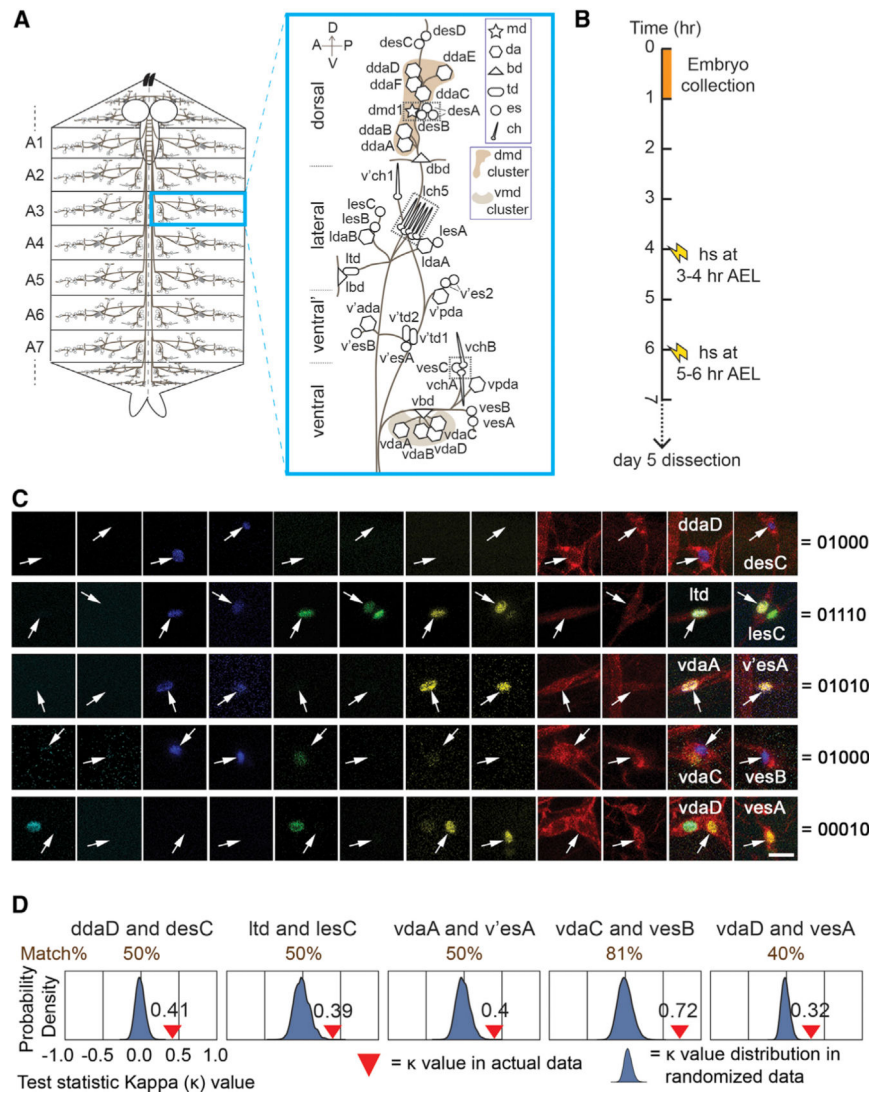 A
A1
A2
A3
A4
A5
A6
A7
D
A P
V
dorsal
lateral
ventral'
ventral
desD
desC
ddaE
ddaD
ddaF
ddaC
dmd1
desA
desB
ddaB
ddaA
dbd
v'ch1
lch5
lesC
lesB
ldaB
lesA
ldaA
ltd
lbd
v'es2
v'ada
v'pda
v'td2
v'td1
v'esB
v'esA
vchB
vesC
vchA
vpda
vbd
vesB
vesA
vdaA
vdaC
vdaB
vdaD
md
da
bd
td
es
ch
dmd
cluster
vmd
cluster
B
Time (hr)
0
Embryo
collection
1
2
3
4
hs at
3-4 hr AEL
5
6
hs at
5-6 hr AEL
7
day 5 dissection
C
ddaD
desC
= 01000
ltd
lesC
= 01110
vdaA
v'esA
= 01010
vdaC
vesB
= 01000
vdaD
vesA
= 00010
D
ddaD and desC ltd and lesC vdaA and v'esA vdaC and vesB vdaD and vesA
Match% 50% 50% 50% 81% 40%
Probability
Density
0.41 0.39 0.4 0.72 0.32
-1.0 -0.5 0.0 0.5 1.0
Test statistic Kappa (κ) value
= κ value in actual data
= κ value distribution in
randomized data